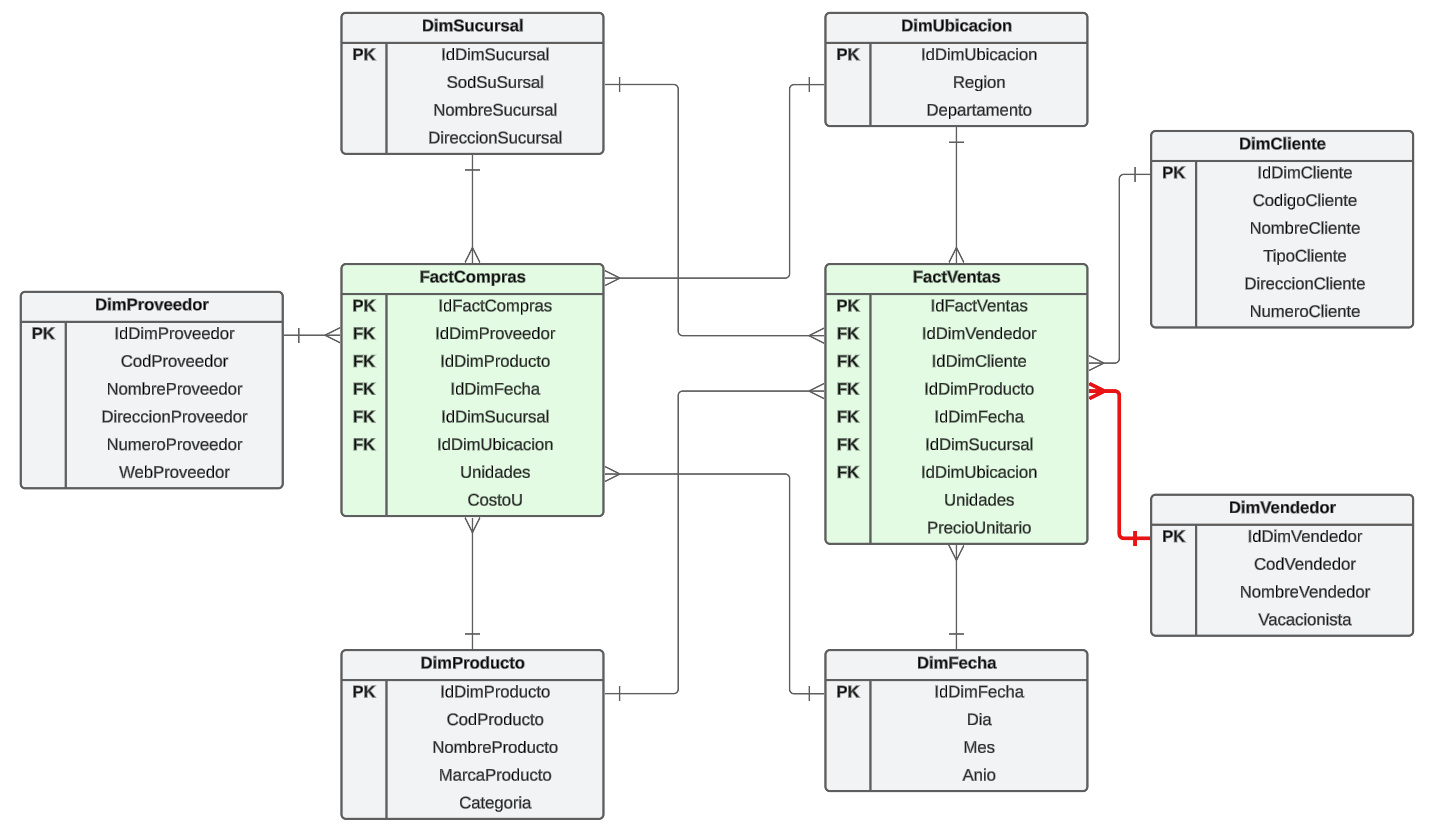 DimSucursal
PK IdDimSucursal
SodSuSursal
NombreSucursal
DireccionSucursal
DimUbicacion
PK IdDimUbicacion
Region
Departamento
DimCliente
PK IdDimCliente
CodigoCliente
NombreCliente
TipoCliente
DireccionCliente
NumeroCliente
DimProveedor
PK IdDimProveedor
CodProveedor
NombreProveedor
DireccionProveedor
NumeroProveedor
WebProveedor
FactCompras
PK IdFactCompras
FK IdDimProveedor
FK IdDimProducto
FK IdDimFecha
FK IdDimSucursal
FK IdDimUbicacion
Unidades
CostoU
FactVentas
PK IdFactVentas
FK IdDimVendedor
FK IdDimCliente
FK IdDimProducto
FK IdDimFecha
FK IdDimSucursal
FK IdDimUbicacion
Unidades
PrecioUnitario
DimVendedor
PK IdDimVendedor
CodVendedor
NombreVendedor
Vacacionista
DimProducto
PK IdDimProducto
CodProducto
NombreProducto
MarcaProducto
Categoria
DimFecha
PK IdDimFecha
Dia
Mes
Anio